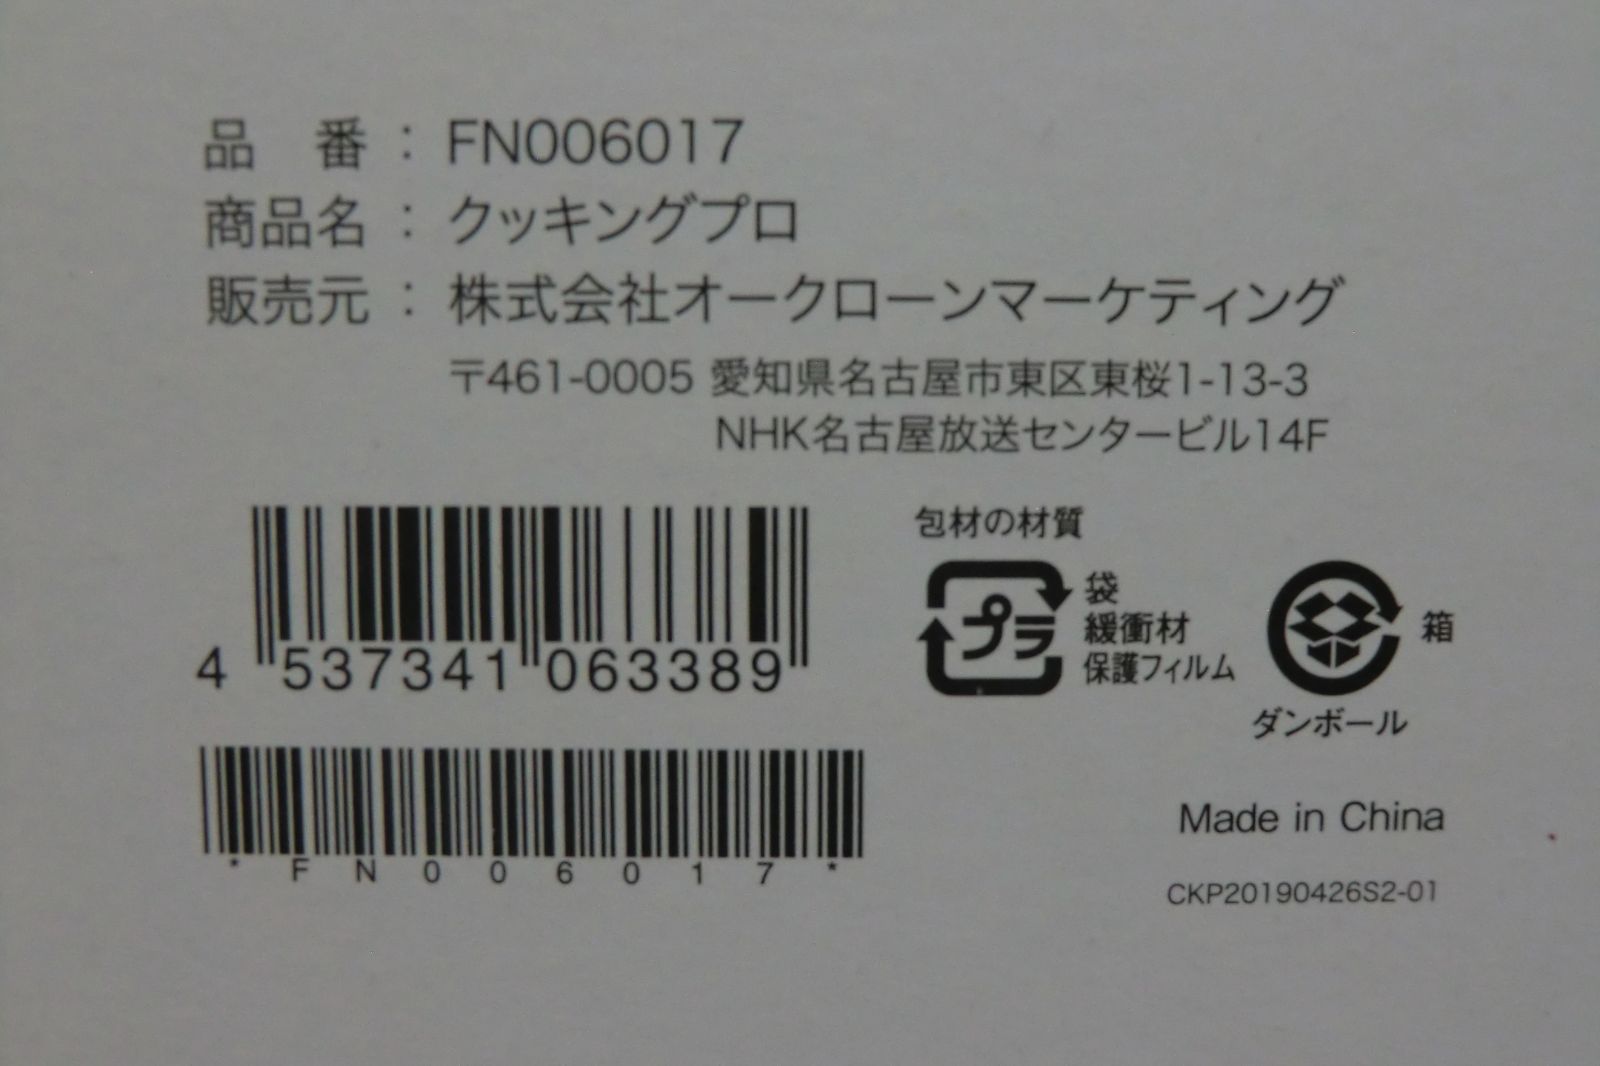 品　番：FN006017
商品名：クッキングプロ
販売元：株式会社オークローンマーケティング
〒461-0005 愛知県名古屋市東区東桜1-13-3
NHK名古屋放送センタービル14F
4 537341 063389
*FN006017*
包材の材質
プラ
袋
緩衝材
保護フィルム
箱
ダンボール
Made in China
CKP20190426S2-01